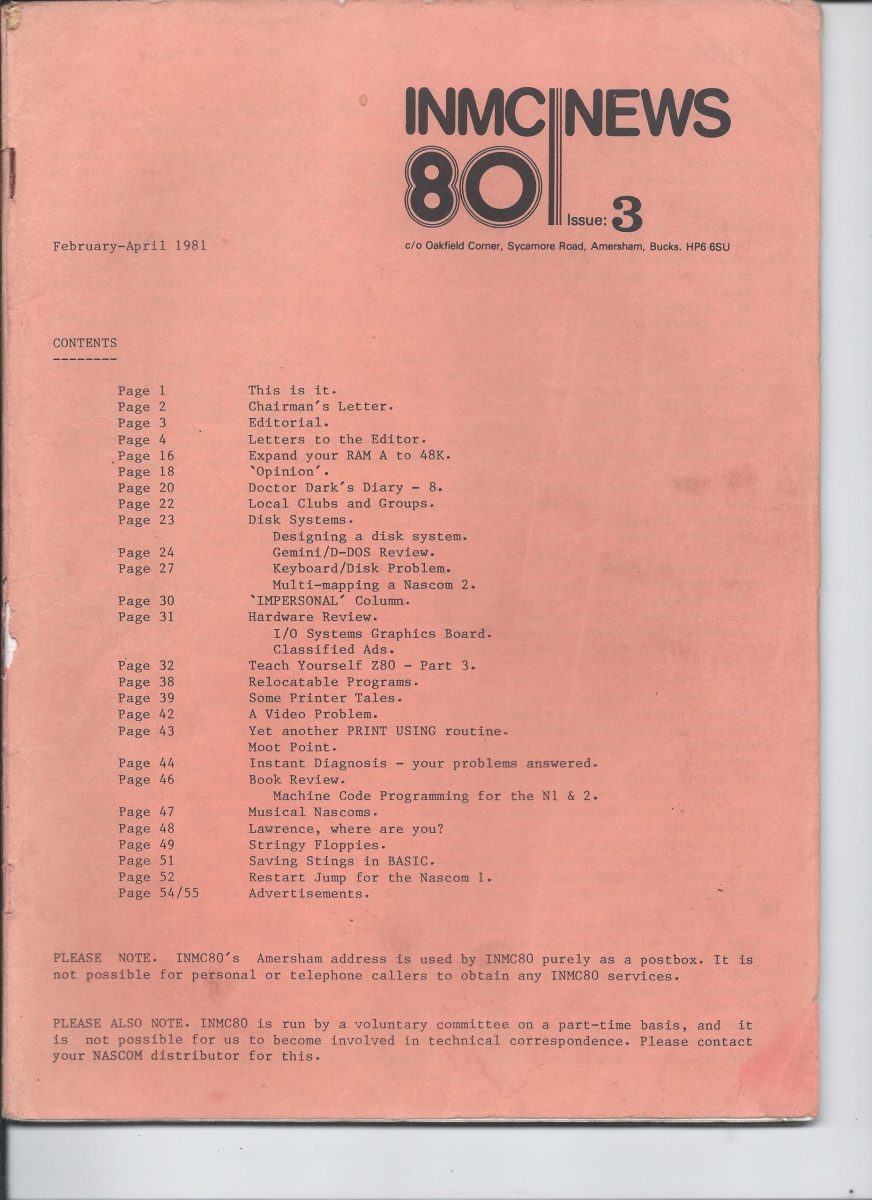 INMC NEWS
80 Issue: 3
February-April 1981 c/o Oakfield Corner, Sycamore Road, Amersham, Bucks. HP6 6SU
CONTENTS
--------
Page 1 This is it.
Page 2 Chairman´s Letter.
Page 3 Editorial.
Page 4 Letters to the Editor.
Page 16 Expand your RAM A to 48K.
Page 18 `Opinion´.
Page 20 Doctor Dark´s Diary - 8.
Page 22 Local Clubs and Groups.
Page 23 Disk Systems.
Designing a disk system.
Page 24 Gemini/D-DOS Review.
Page 27 Keyboard/Disk Problem.
Multi-mapping a Nascom 2.
Page 30 `IMPERSONAL´ Column.
Page 31 Hardware Review.
I/O Systems Graphics Board.
Classified Ads.
Page 32 Teach Yourself Z80 - Part 3.
Page 38 Relocatable Programs.
Page 39 Some Printer Tales.
Page 42 A Video Problem.
Page 43 Yet another PRINT USING routine.
Moot Point.
Page 44 Instant Diagnosis - your problems answered.
Page 46 Book Review.
Machine Code Programming for the N1 & 2.
Page 47 Musical Nascoms.
Page 48 Lawrence, where are you?
Page 49 Stringy Floppies.
Page 51 Saving Stings in BASIC.
Page 52 Restart Jump for the Nascom 1.
Page 54/55 Advertisements.
PLEASE NOTE. INMC80´s Amersham address is used by INMC80 purely as a postbox. It is
not possible for personal or telephone callers to obtain any INMC80 services.
PLEASE ALSO NOTE. INMC80 is run by a voluntary committee on a part-time basis, and it
is not possible for us to become involved in technical correspondence. Please contact
your NASCOM distributor for this.